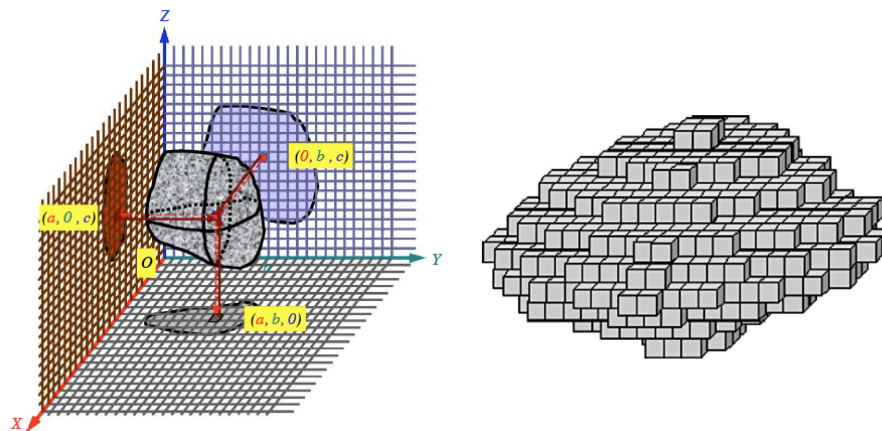 Z
(0, b, c)
(a, 0, c)
O
Y
b
(a, b, 0)
X